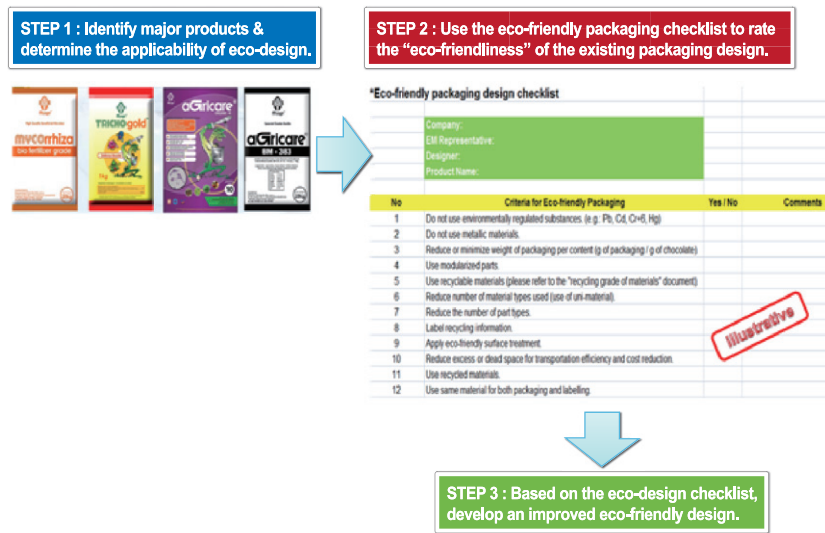 STEP 1 : Identify major products &
determine the applicability of eco-design.
STEP 2 : Use the eco-friendly packaging checklist to rate
the “eco-friendliness” of the existing packaging design.
mycorrhiza
bio fertiliser grade
TRICHOgold
1kg
aGricare
10
aGricare
BM - 363
*Eco-friendly packaging design checklist
Company:
EM Representative:
Designer:
Product Name:
No Criteria for Eco-friendly Packaging Yes / No Comments
1 Do not use environmentally regulated substances. (e.g.: Pb, Cd, Cr+6, Hg)
2 Do not use metallic materials.
3 Reduce or minimize weight of packaging per content (g of packaging / g of chocolate)
4 Use modularized parts.
5 Use recyclable materials (please refer to the "recycling grade of materials" document)
6 Reduce number of material types used (use of uni-material).
7 Reduce the number of part types.
8 Label recycling information.
9 Apply eco-friendly surface treatment.
10 Reduce excess or dead space for transportation efficiency and cost reduction.
11 Use recycled materials.
12 Use same material for both packaging and labelling.
Illustrative
STEP 3 : Based on the eco-design checklist,
develop an improved eco-friendly design.